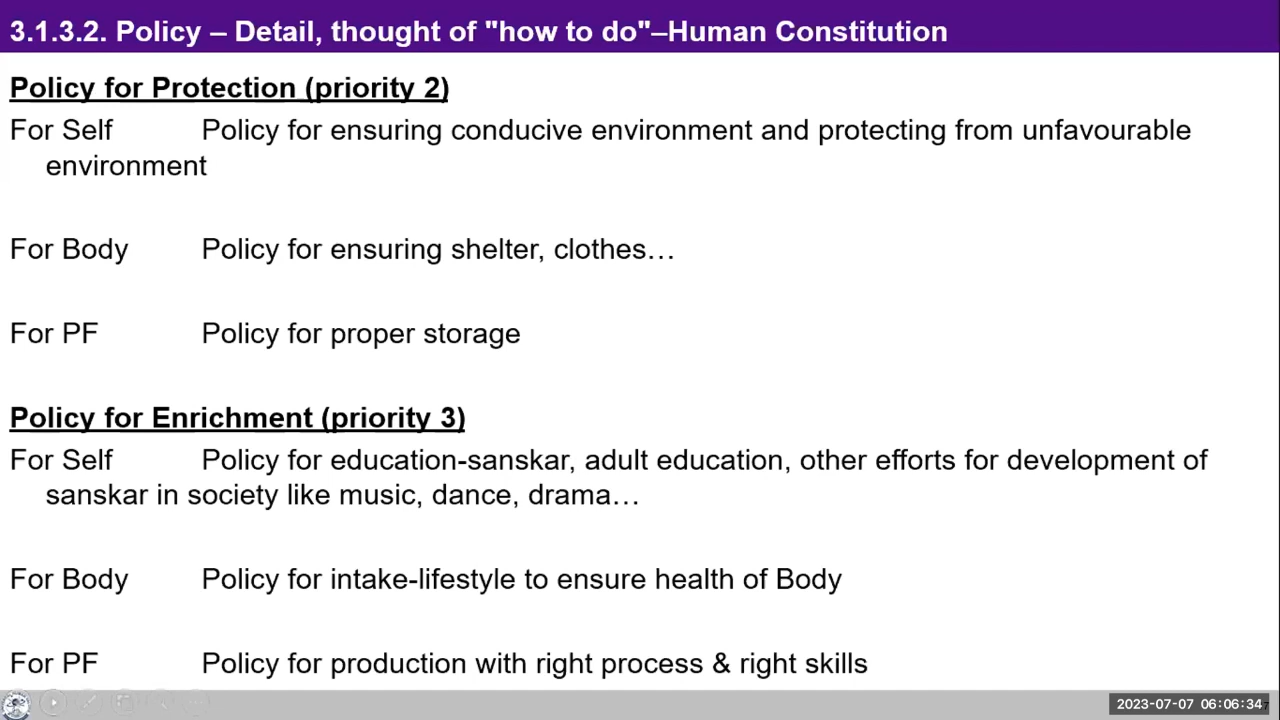 3.1.3.2. Policy – Detail, thought of "how to do"–Human Constitution
Policy for Protection (priority 2)
For Self Policy for ensuring conducive environment and protecting from unfavourable
environment
For Body Policy for ensuring shelter, clothes…
For PF Policy for proper storage
Policy for Enrichment (priority 3)
For Self Policy for education-sanskar, adult education, other efforts for development of
sanskar in society like music, dance, drama…
For Body Policy for intake-lifestyle to ensure health of Body
For PF Policy for production with right process & right skills
2023-07-07 06:06:34